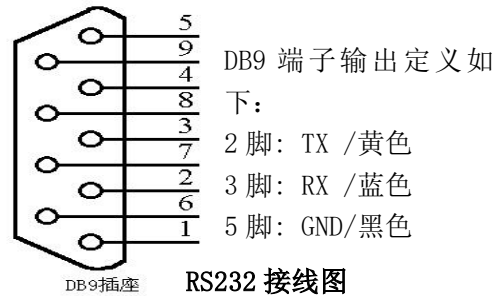 5
9
4
8
3
7
2
6
1
DB9插座
DB9 端子输出定义如
下：
2脚: TX /黄色
3脚: RX /蓝色
5脚: GND/黑色
RS232 接线图